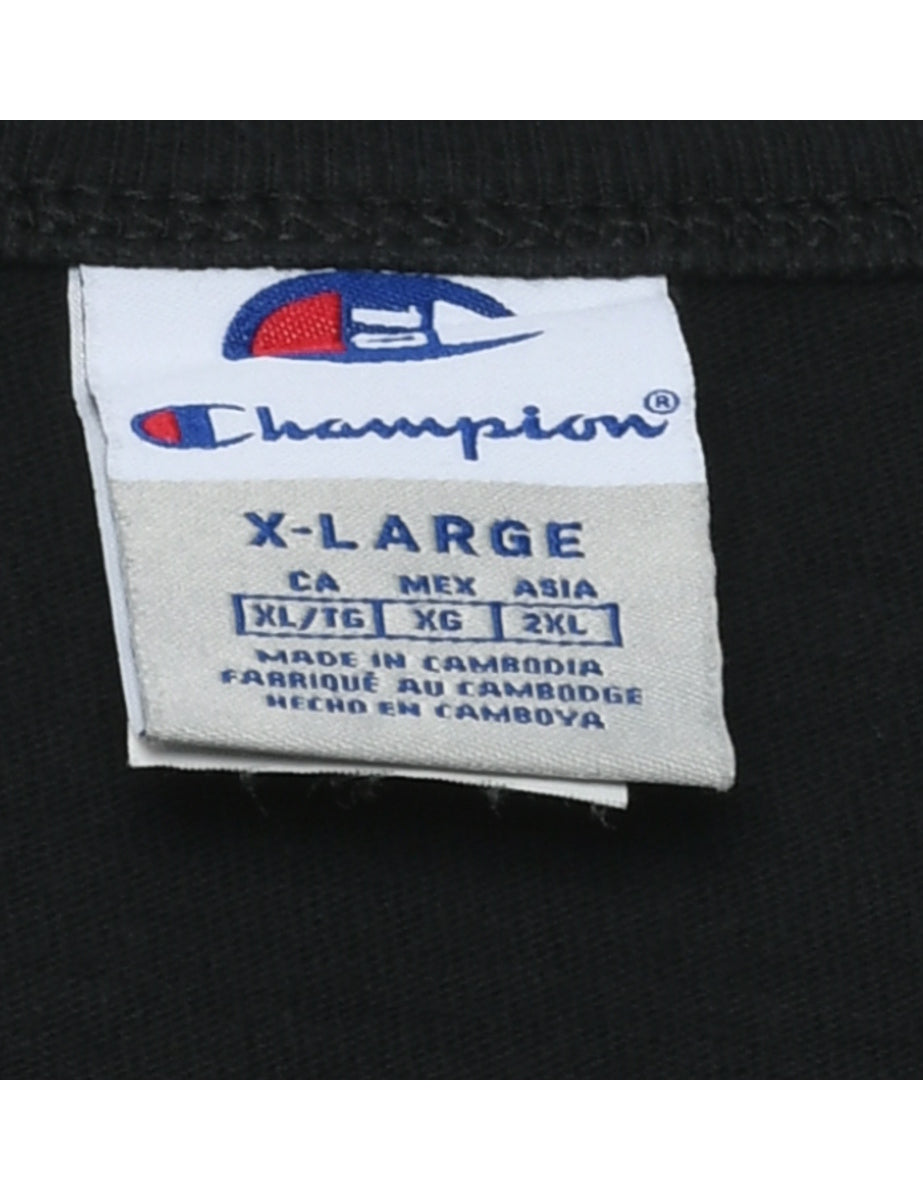 Champion®
X-LARGE
CA MEX ASIA
XL/TG XG 2XL
MADE IN CAMBODIA
FABRIQUÉ AU CAMBODGE
HECHO EN CAMBOYA